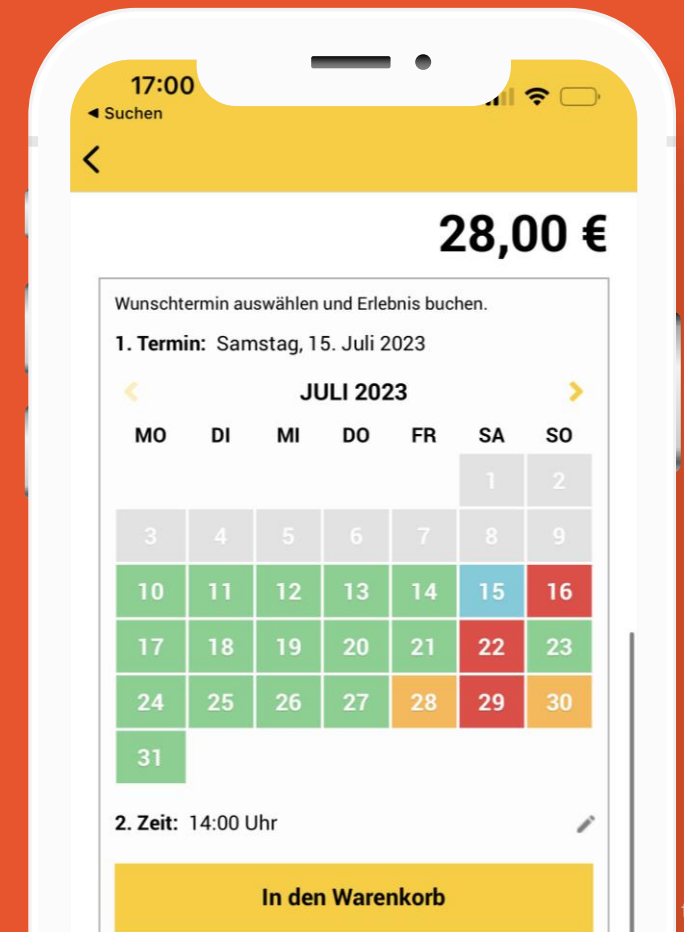 17:00
◀ Suchen
28,00 €
Wunschtermin auswählen und Erlebnis buchen.
1. Termin: Samstag, 15. Juli 2023
JULI 2023
MO DI MI DO FR SA SO
1 2
3 4 5 6 7 8 9
10 11 12 13 14 15 16
17 18 19 20 21 22 23
24 25 26 27 28 29 30
31
2. Zeit: 14:00 Uhr
In den Warenkorb